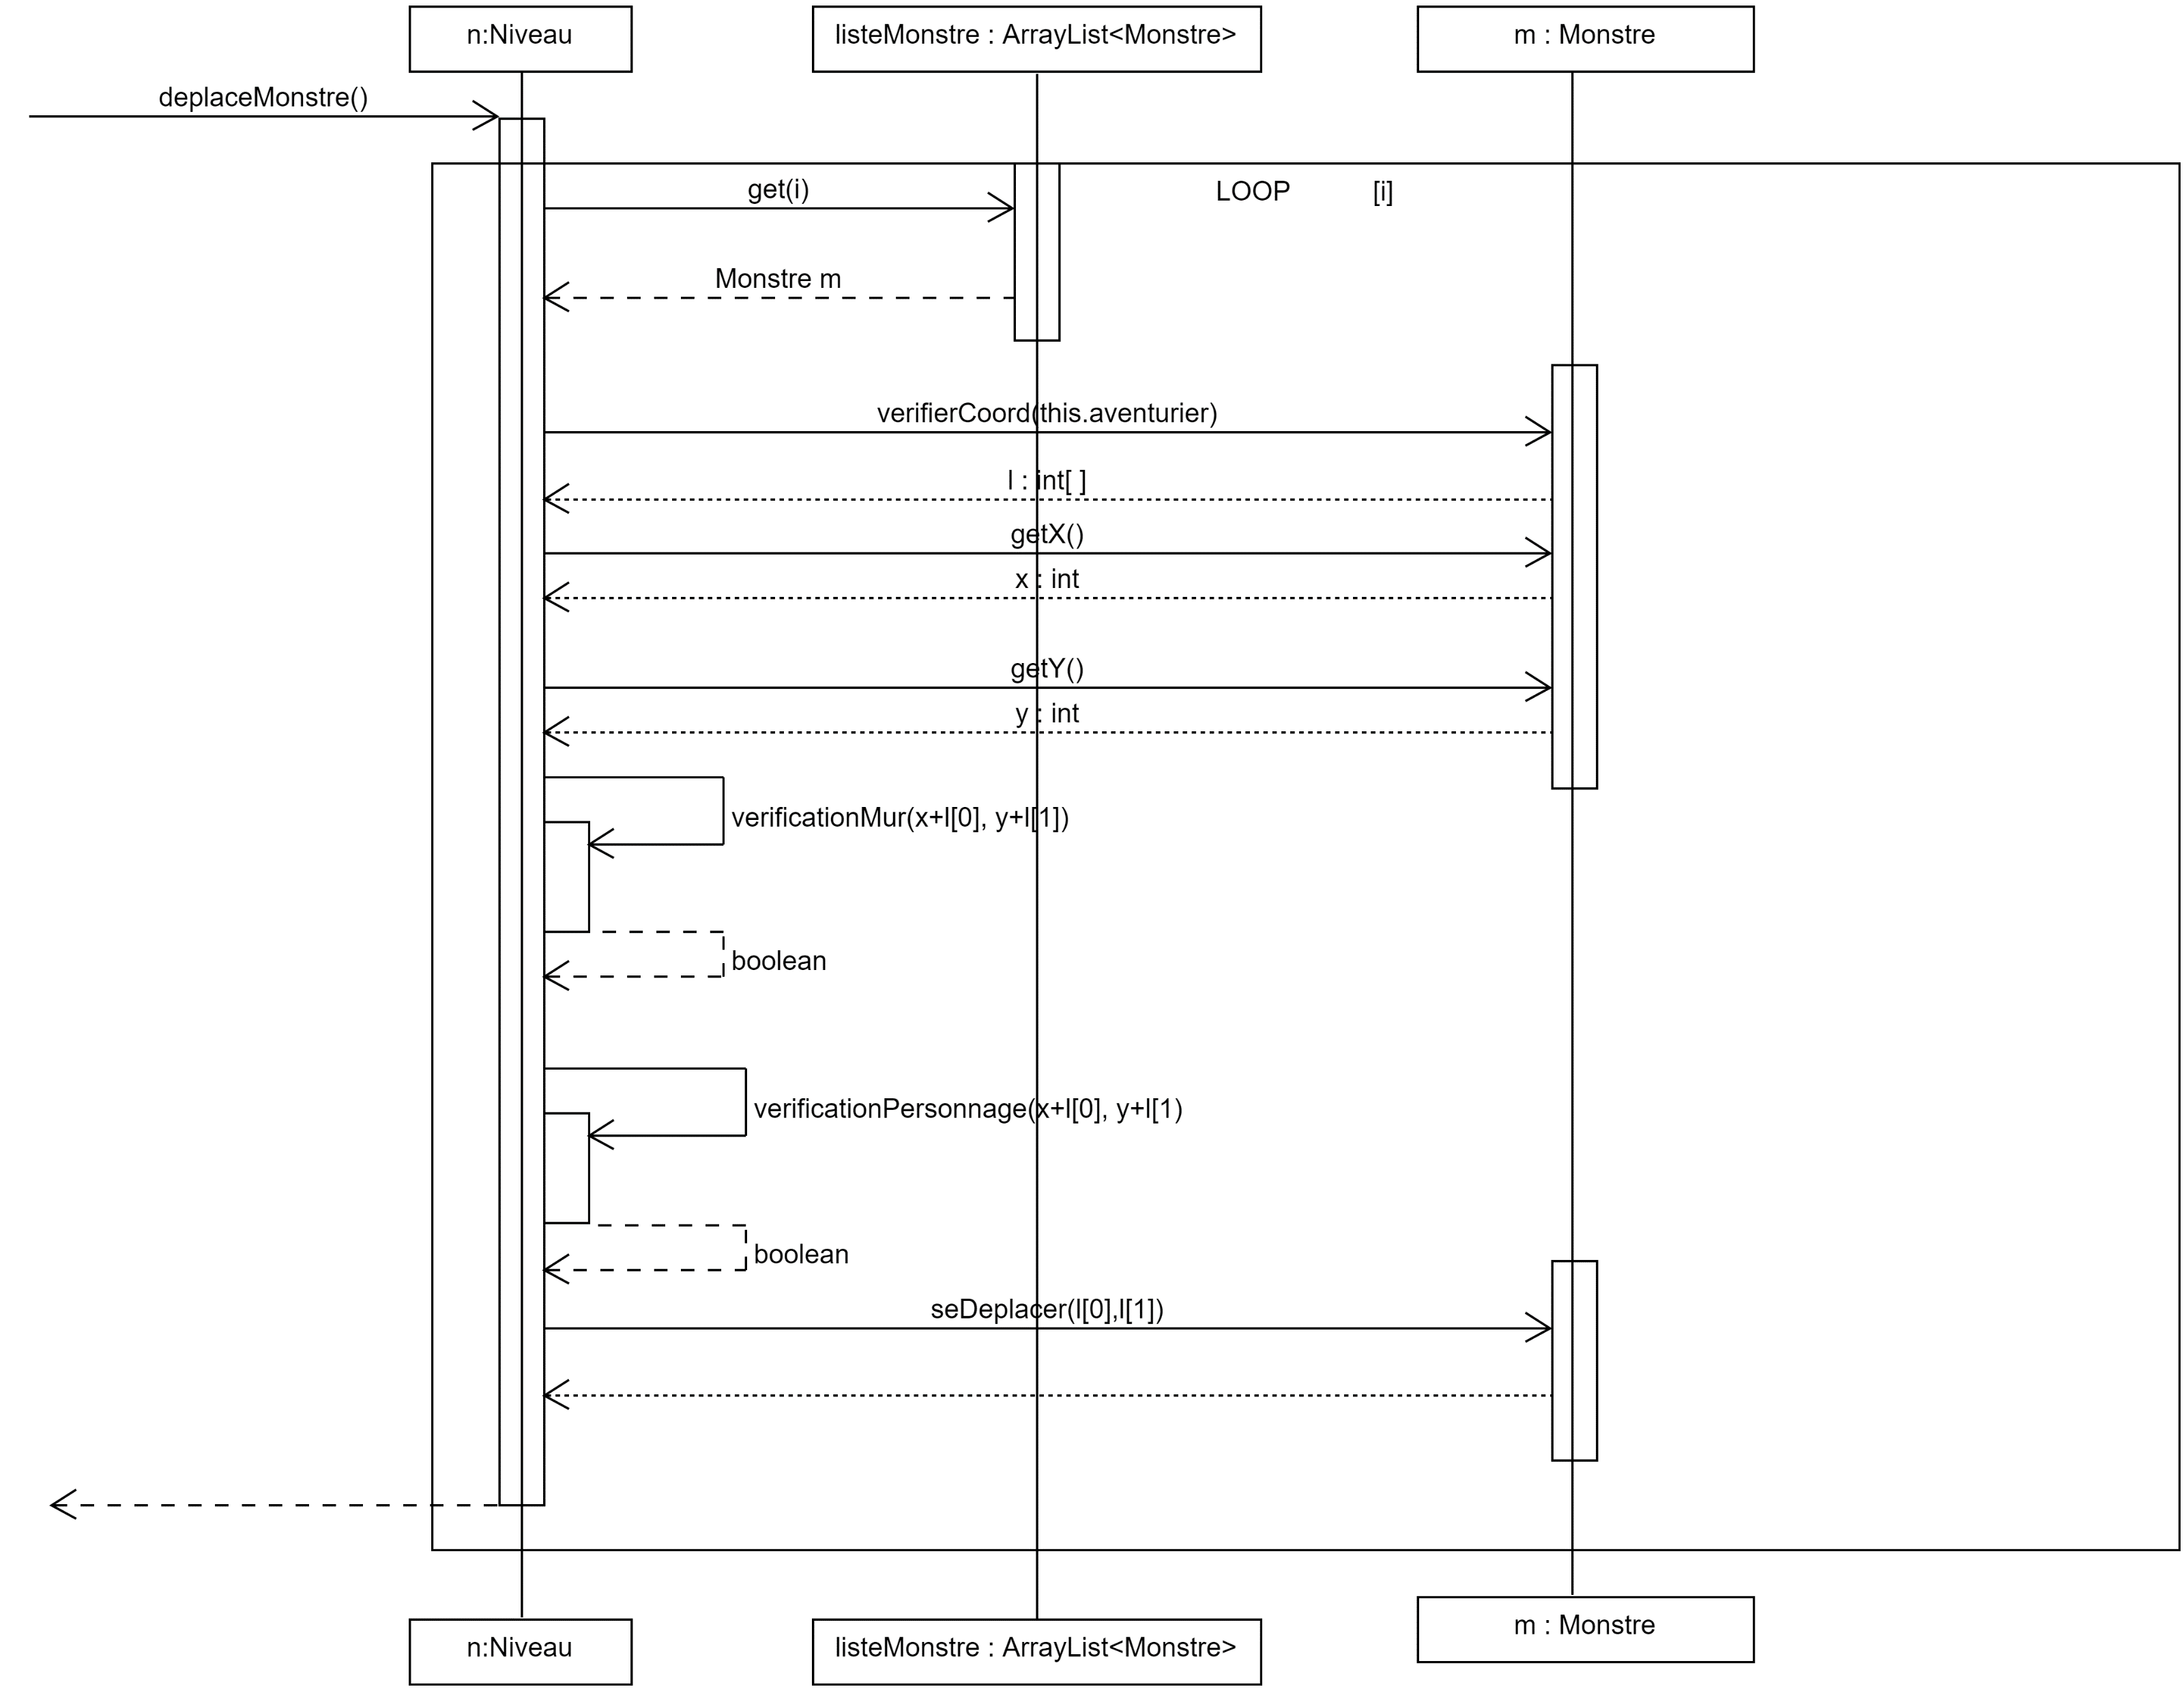 n:Niveau
listeMonstre : ArrayList<Monstre>
m : Monstre
deplaceMonstre()
get(i)
LOOP [i]
Monstre m
verifierCoord(this.aventurier)
l : int[ ]
getX()
x : int
getY()
y : int
verificationMur(x+l[0], y+l[1])
boolean
verificationPersonnage(x+l[0], y+l[1)
boolean
seDeplacer(l[0],l[1])
m : Monstre
n:Niveau
listeMonstre : ArrayList<Monstre>